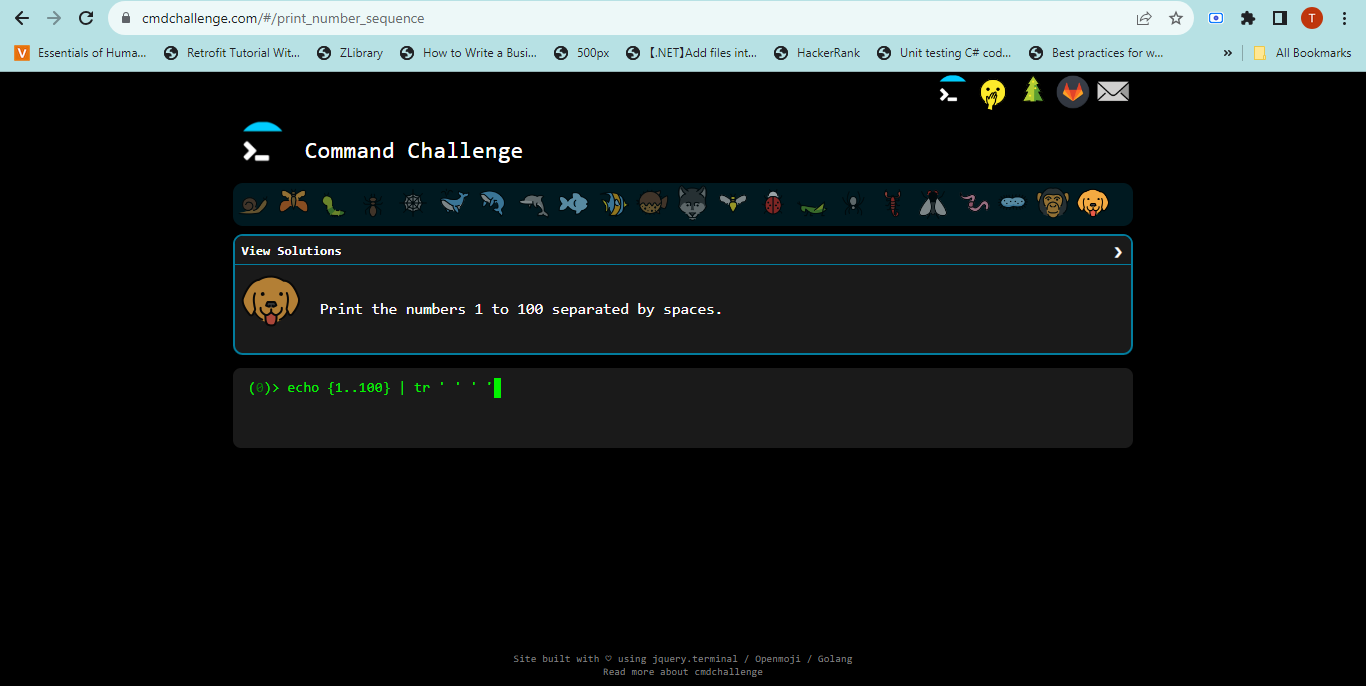 cmdchallenge.com/#/print_number_sequence
T
V Essentials of Huma...
Retrofit Tutorial Wit...
ZLibrary
How to Write a Busi...
500px
【.NET】Add files int...
HackerRank
Unit testing C# cod...
Best practices for w...
»
All Bookmarks
>_ Command Challenge
View Solutions
Print the numbers 1 to 100 separated by spaces.
(0)> echo {1..100} | tr ' ' ' '
Site built with ♡ using jquery.terminal / Openmoji / Golang
Read more about cmdchallenge